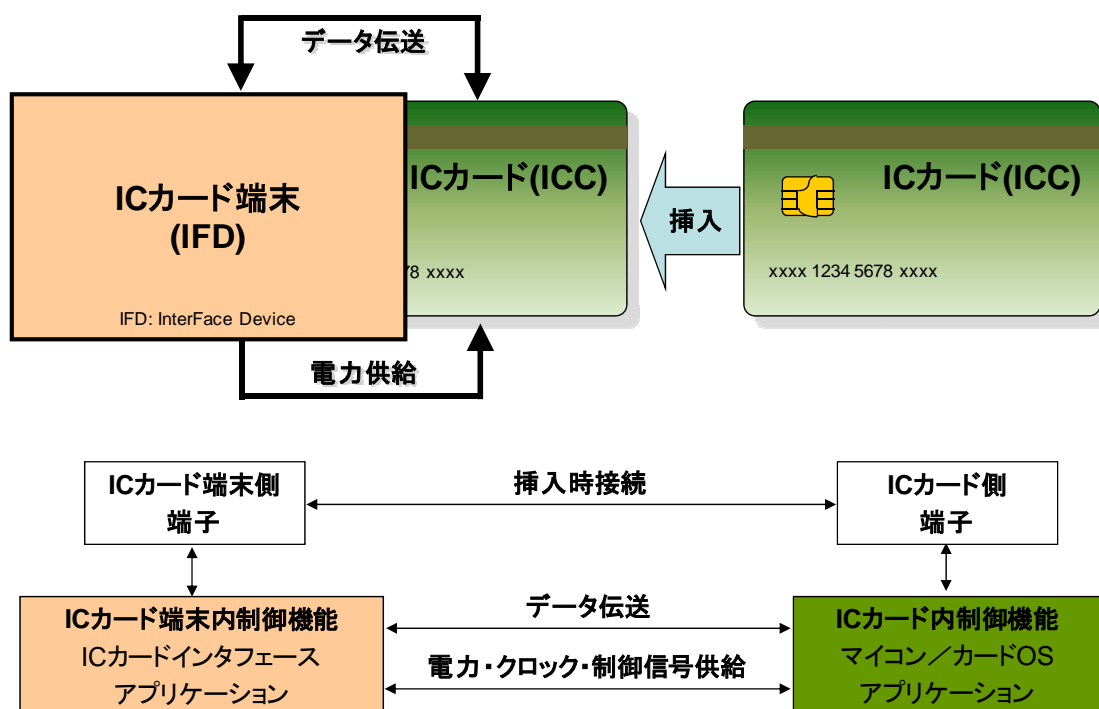 データ伝送
ICカード端末
(IFD)
IFD: InterFace Device
ICカード(ICC)
78 xxxx
挿入
ICカード(ICC)
xxxx 1234 5678 xxxx
電力供給
ICカード端末側
端子
挿入時接続
ICカード側
端子
ICカード端末内制御機能
ICカードインタフェース
アプリケーション
データ伝送
電力・クロック・制御信号供給
ICカード内制御機能
マイコン／カードOS
アプリケーション